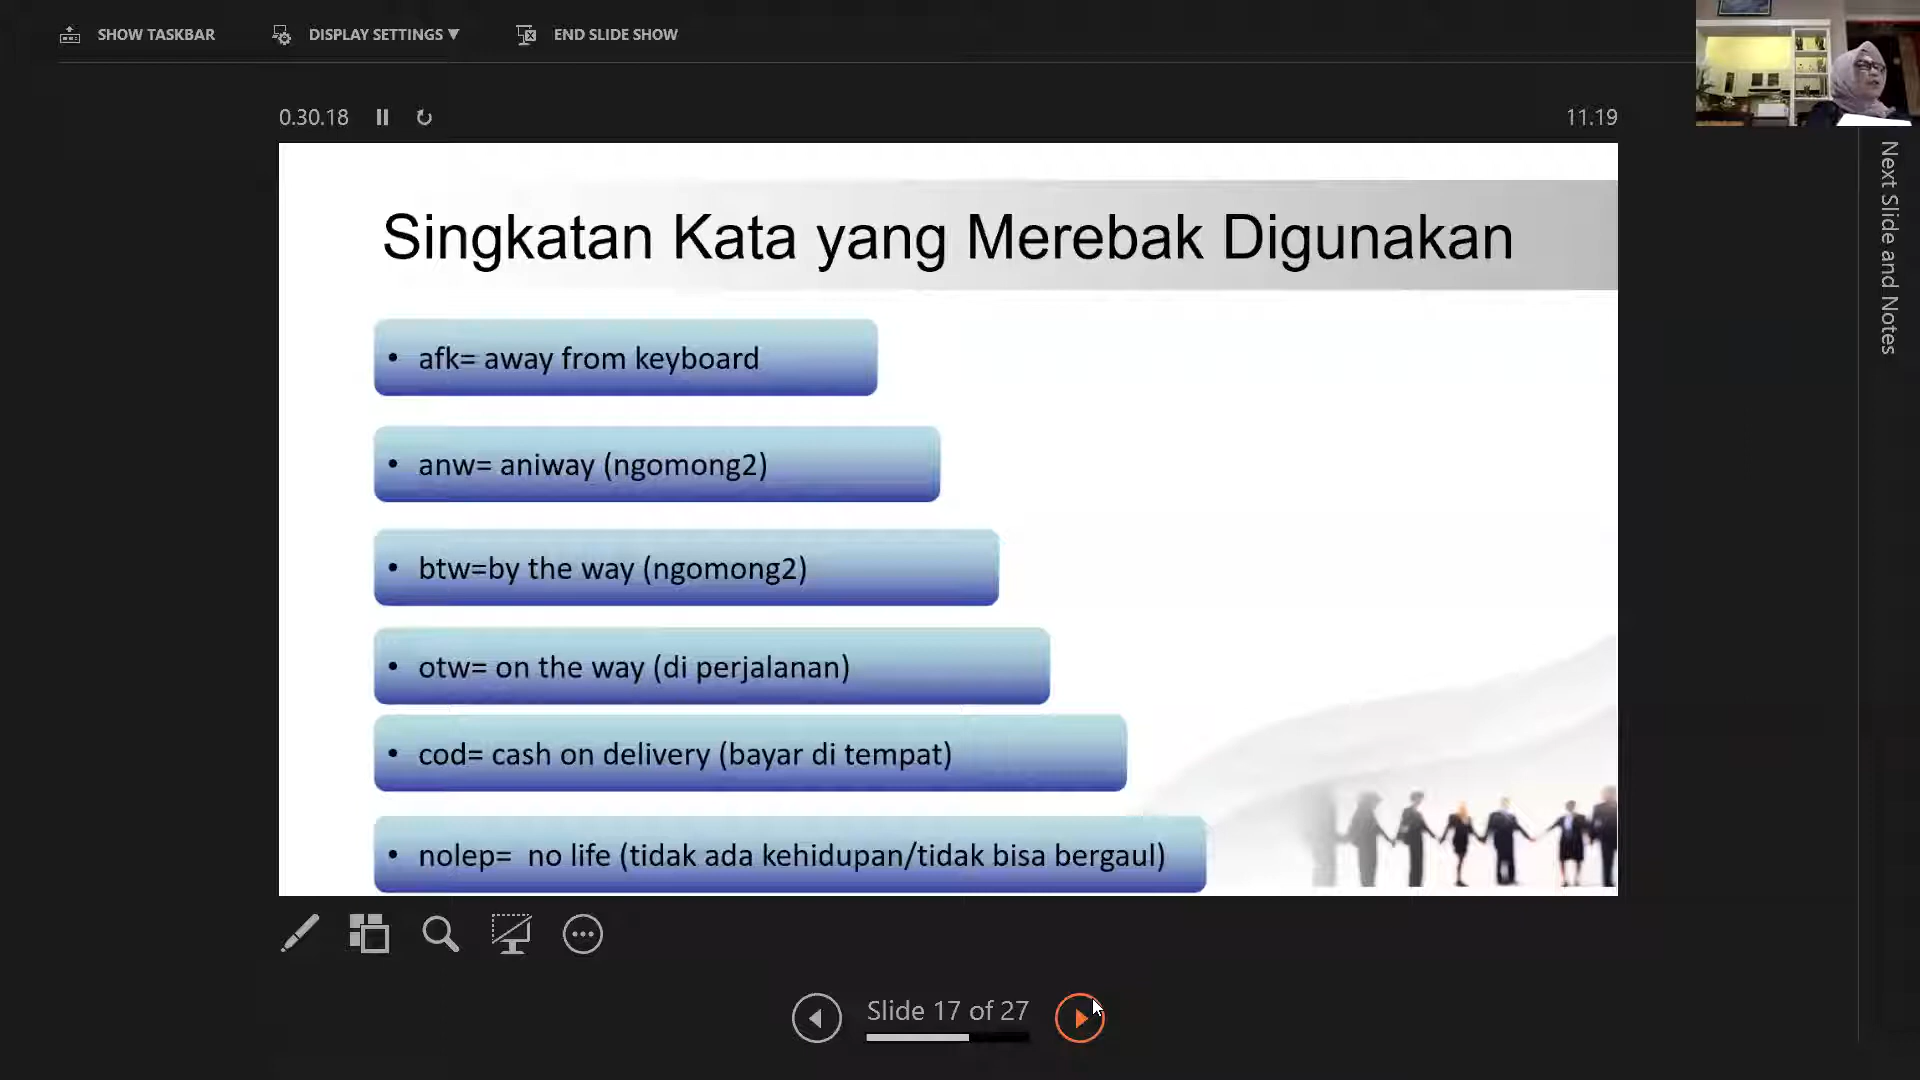 SHOW TASKBAR
DISPLAY SETTINGS ▼
END SLIDE SHOW
0.30.18
11.19
Singkatan Kata yang Merebak Digunakan
• afk= away from keyboard
• anw= aniway (ngomong2)
• btw=by the way (ngomong2)
• otw= on the way (di perjalanan)
• cod= cash on delivery (bayar di tempat)
• nolep=  no life (tidak ada kehidupan/tidak bisa bergaul)
Slide 17 of 27
Next Slide and Notes